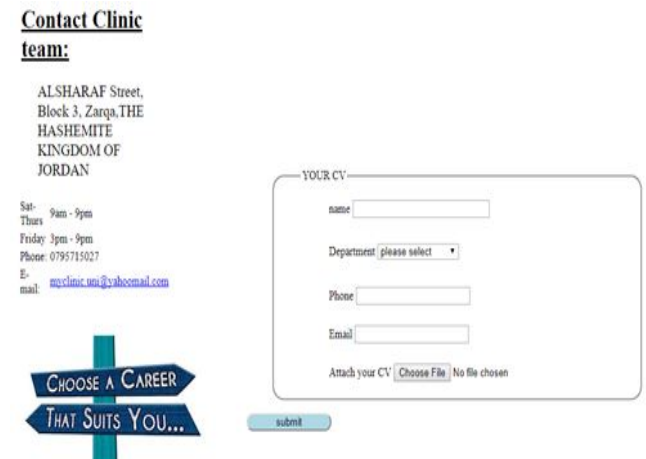 Contact Clinic
team:
ALSHARAF Street,
Block 3, Zarqa,THE
HASHEMITE
KINGDOM OF
JORDAN
Sat-
Thurs 9am - 9pm
Friday 3pm - 9pm
Phone: 0795715027
E-
mail: myclinic.uni@yahoomail.com
CHOOSE A CAREER
THAT SUITS YOU...
YOUR CV
name
Department please select
Phone
Email
Attach your CV Choose File No file chosen
submit